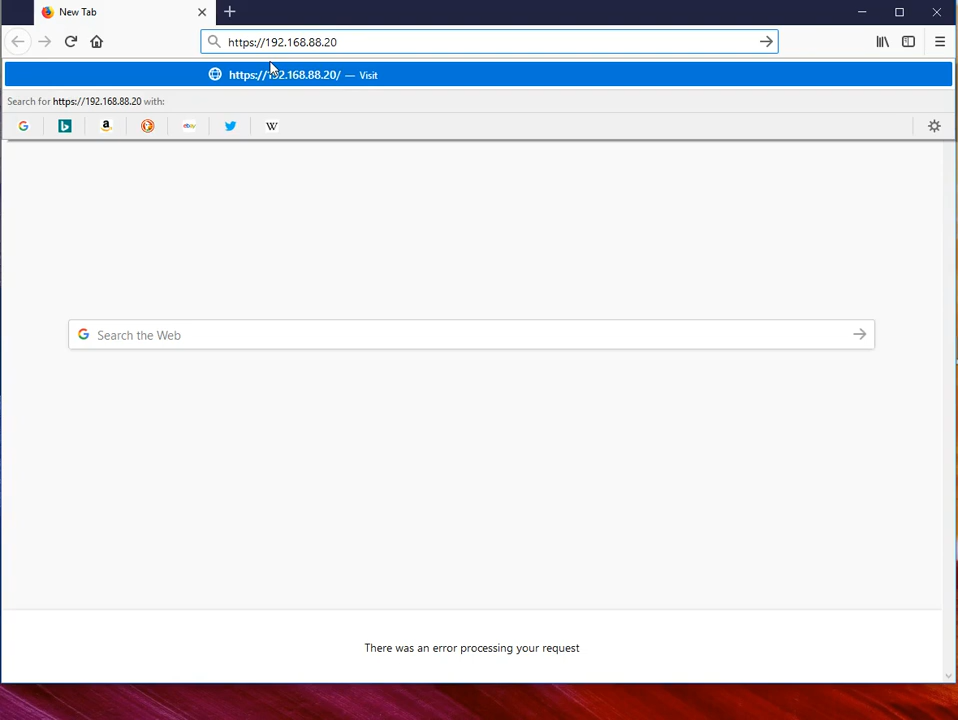 New Tab
https://192.168.88.20
https://192.168.88.20/ — Visit
Search for https://192.168.88.20 with:
a ebay W
Search the Web
There was an error processing your request